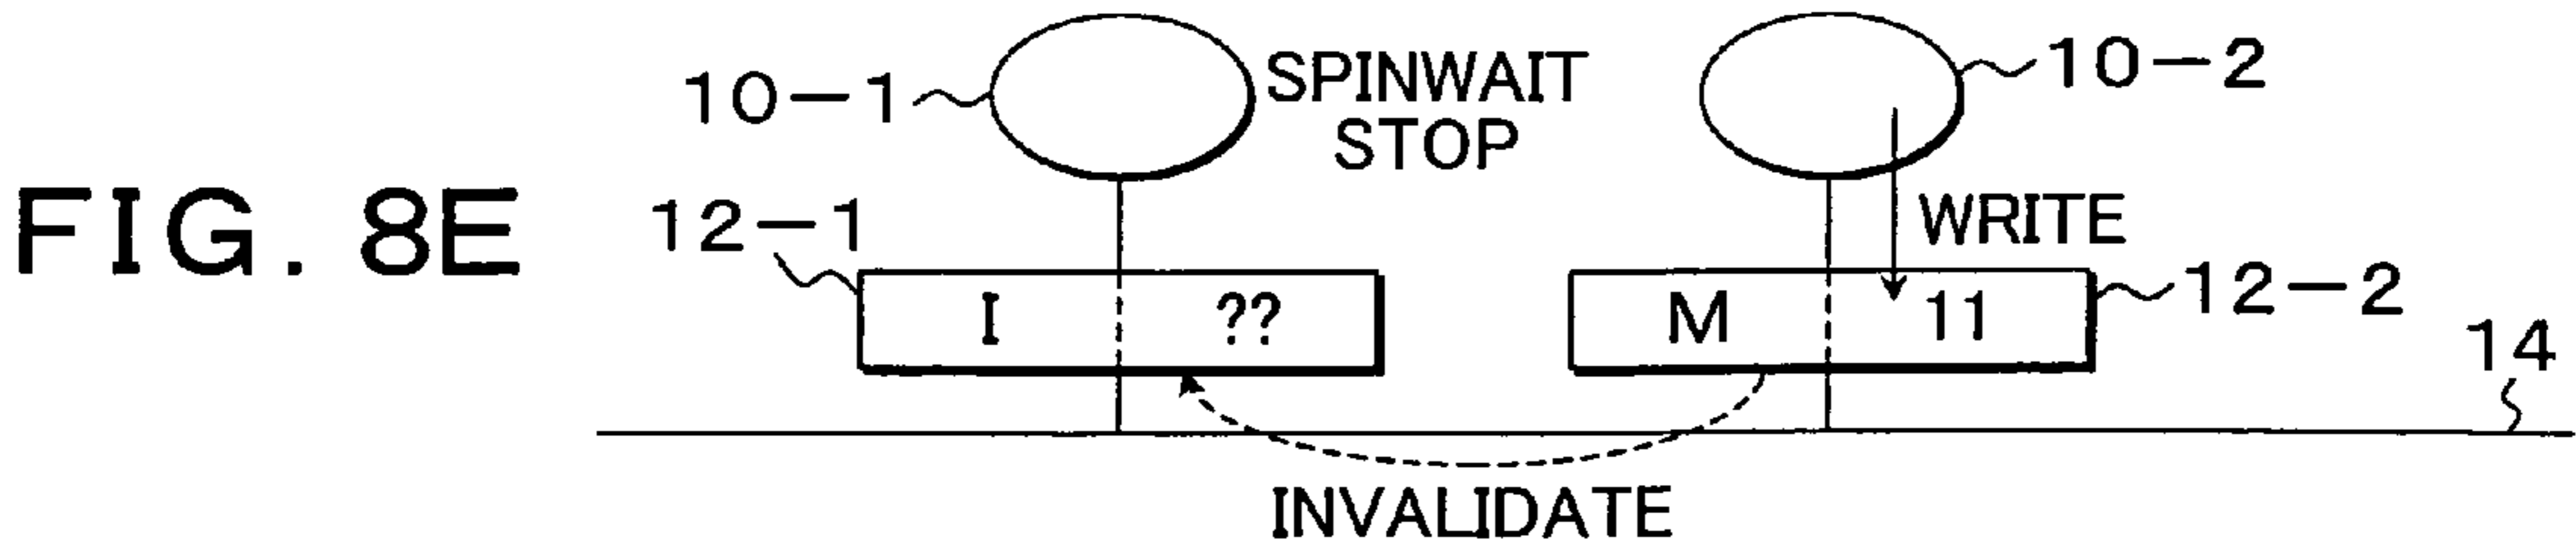 FIG. 8E
10-1
SPINWAIT
STOP
10-2
12-1
WRITE
I
??
M
11
12-2
14
INVALIDATE